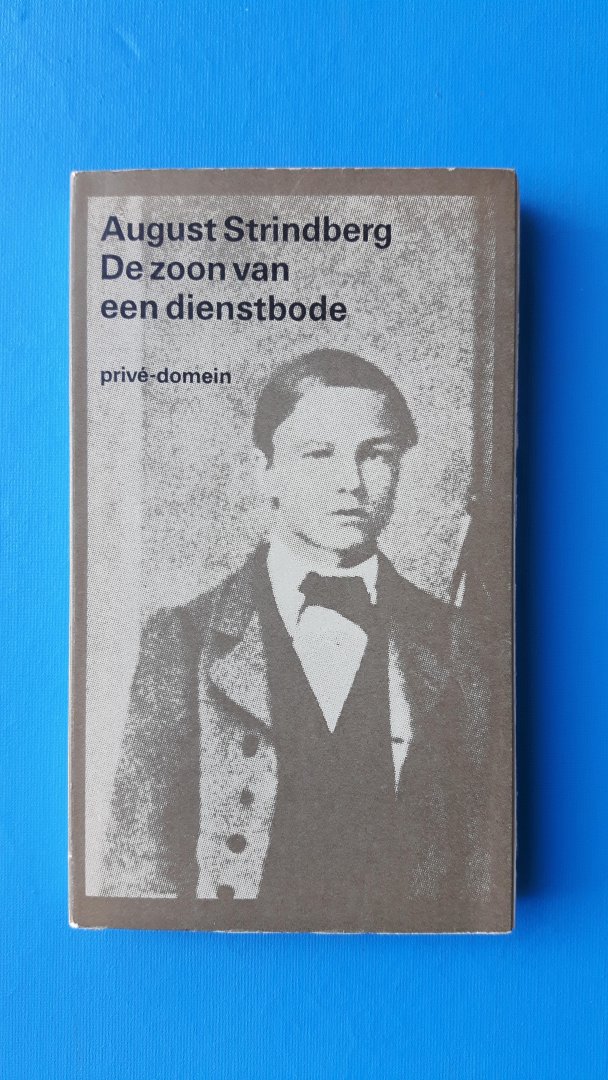 August Strindberg
De zoon van
een dienstbode
privé-domein